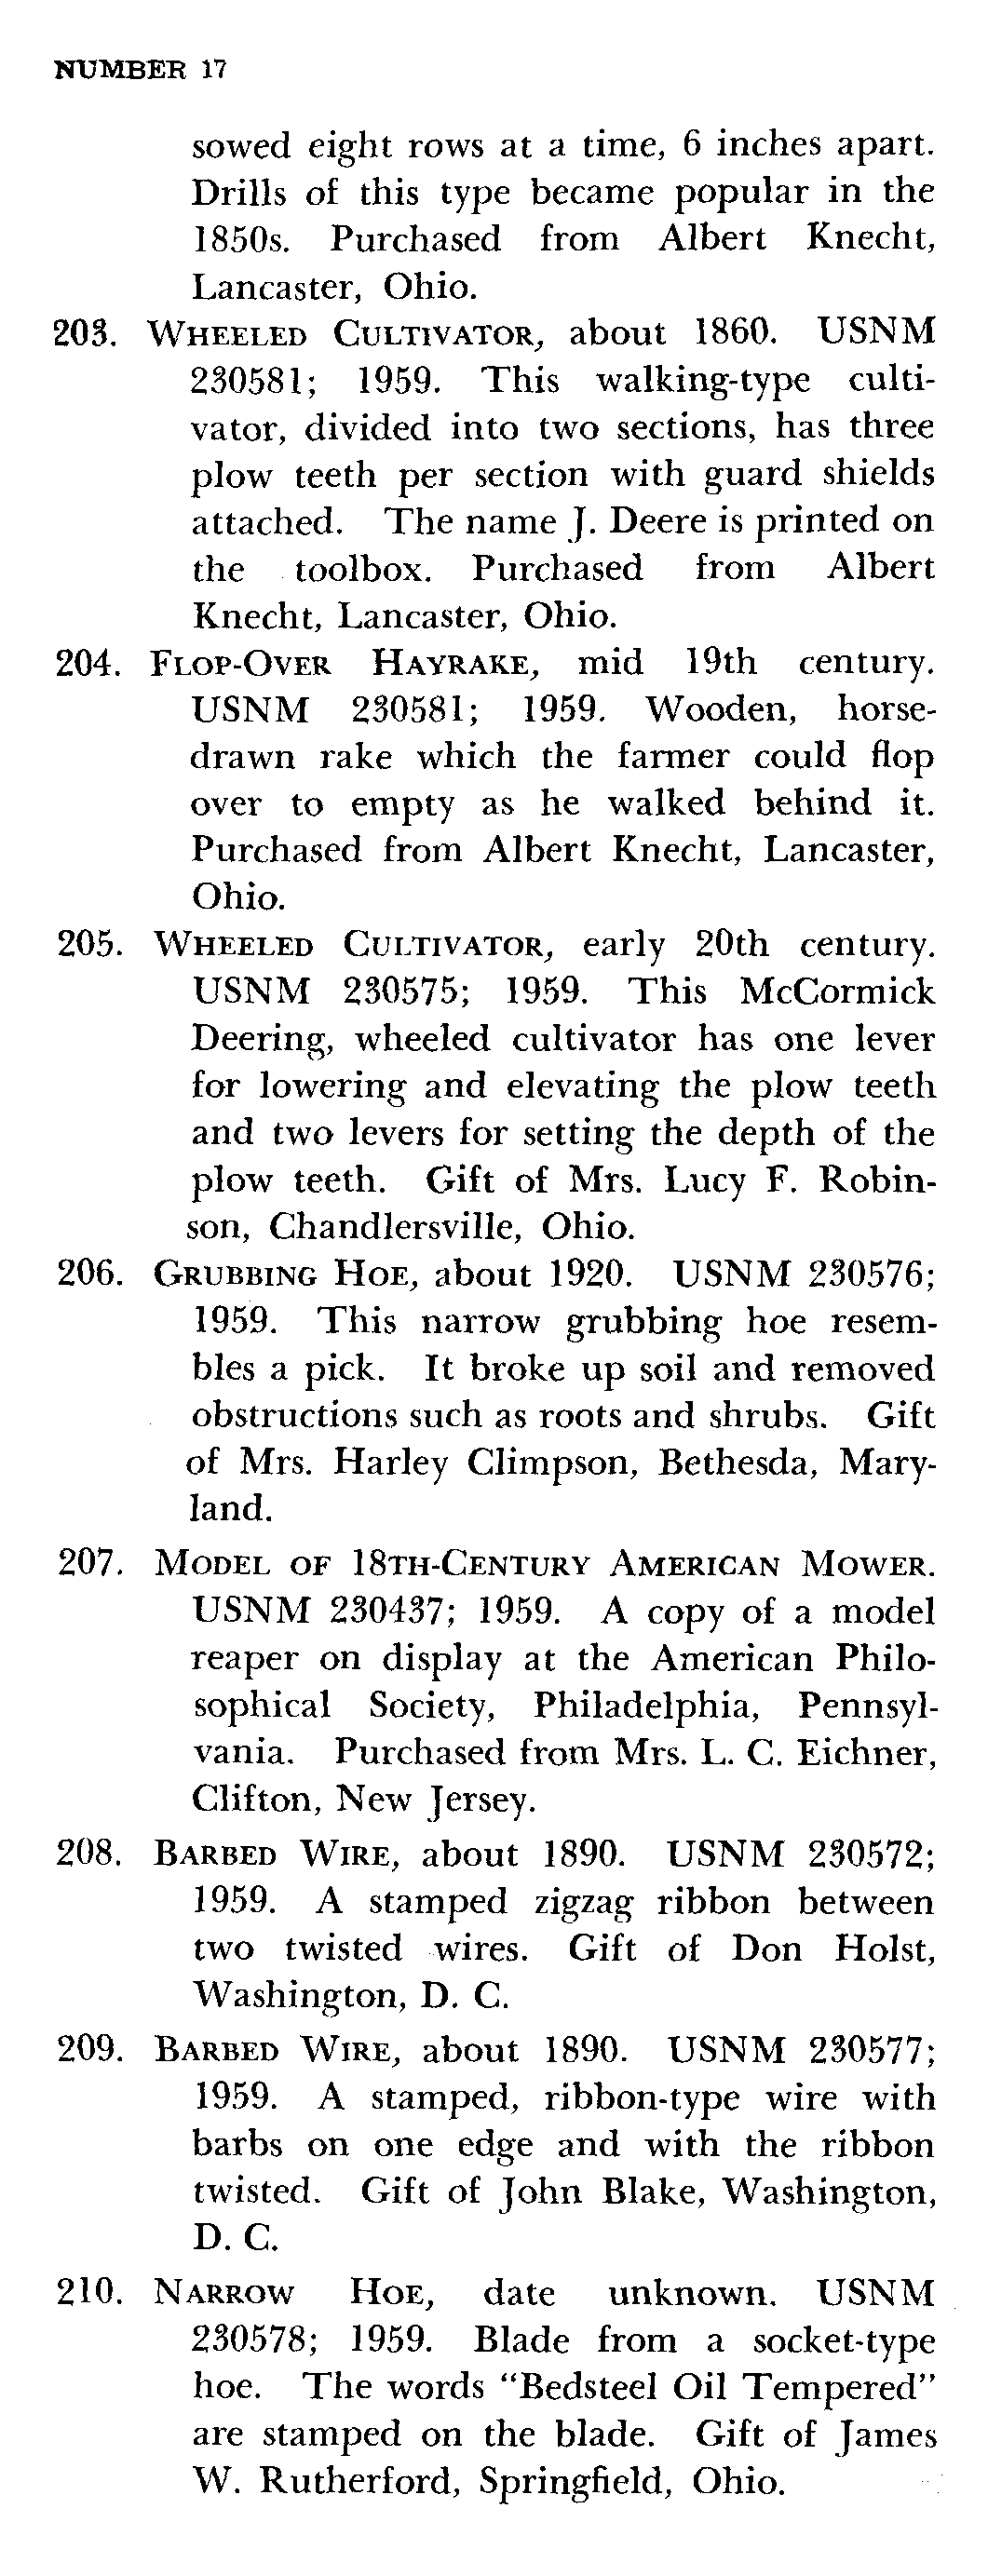 NUMBER 17
sowed eight rows at a time, 6 inches apart.
Drills of this type became popular in the
1850s. Purchased from Albert Knecht,
Lancaster, Ohio.
203. WHEELED CULTIVATOR, about 1860. USNM
230581; 1959. This walking-type culti-
vator, divided into two sections, has three
plow teeth per section with guard shields
attached. The name J. Deere is printed on
the toolbox. Purchased from Albert
Knecht, Lancaster, Ohio.
204. FLOP-OVER HAYRAKE, mid 19th century.
USNM 230581; 1959. Wooden, horse-
drawn rake which the farmer could flop
over to empty as he walked behind it.
Purchased from Albert Knecht, Lancaster,
Ohio.
205. WHEELED CULTIVATOR, early 20th century.
USNM 230575; 1959. This McCormick
Deering, wheeled cultivator has one lever
for lowering and elevating the plow teeth
and two levers for setting the depth of the
plow teeth. Gift of Mrs. Lucy F. Robin-
son, Chandlersville, Ohio.
206. GRUBBING HOE, about 1920. USNM 230576;
1959. This narrow grubbing hoe resem-
bles a pick. It broke up soil and removed
obstructions such as roots and shrubs. Gift
of Mrs. Harley Climpson, Bethesda, Mary-
land.
207. MODEL OF 18TH-CENTURY AMERICAN MOWER.
USNM 230437; 1959. A copy of a model
reaper on display at the American Philo-
sophical Society, Philadelphia, Pennsyl-
vania. Purchased from Mrs. L. C. Eichner,
Clifton, New Jersey.
208. BARBED WIRE, about 1890. USNM 230572;
1959. A stamped zigzag ribbon between
two twisted wires. Gift of Don Holst,
Washington, D. C.
209. BARBED WIRE, about 1890. USNM 230577;
1959. A stamped, ribbon-type wire with
barbs on one edge and with the ribbon
twisted. Gift of John Blake, Washington,
D. C.
210. NARROW HOE, date unknown. USNM
230578; 1959. Blade from a socket-type
hoe. The words "Bedsteel Oil Tempered"
are stamped on the blade. Gift of James
W. Rutherford, Springfield, Ohio.